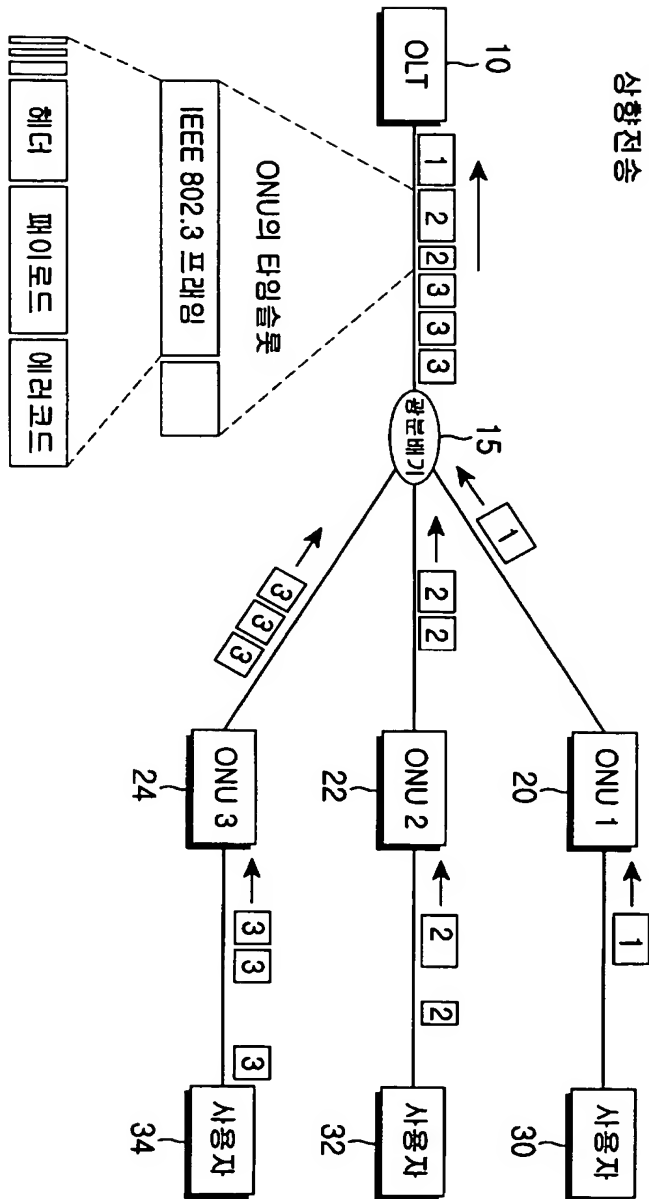 상향전송
1
ONU 1
사용자
20
30
1
10
15
1 2 2 3 3 3
2 2
2 2
OLT
광분배기
ONU 2
사용자
22
32
3 3 3
ONU의 타임슬롯
3 3 3
ONU 3
사용자
IEEE 802.3 프레임
24
34
헤더 패이로드 에러코드